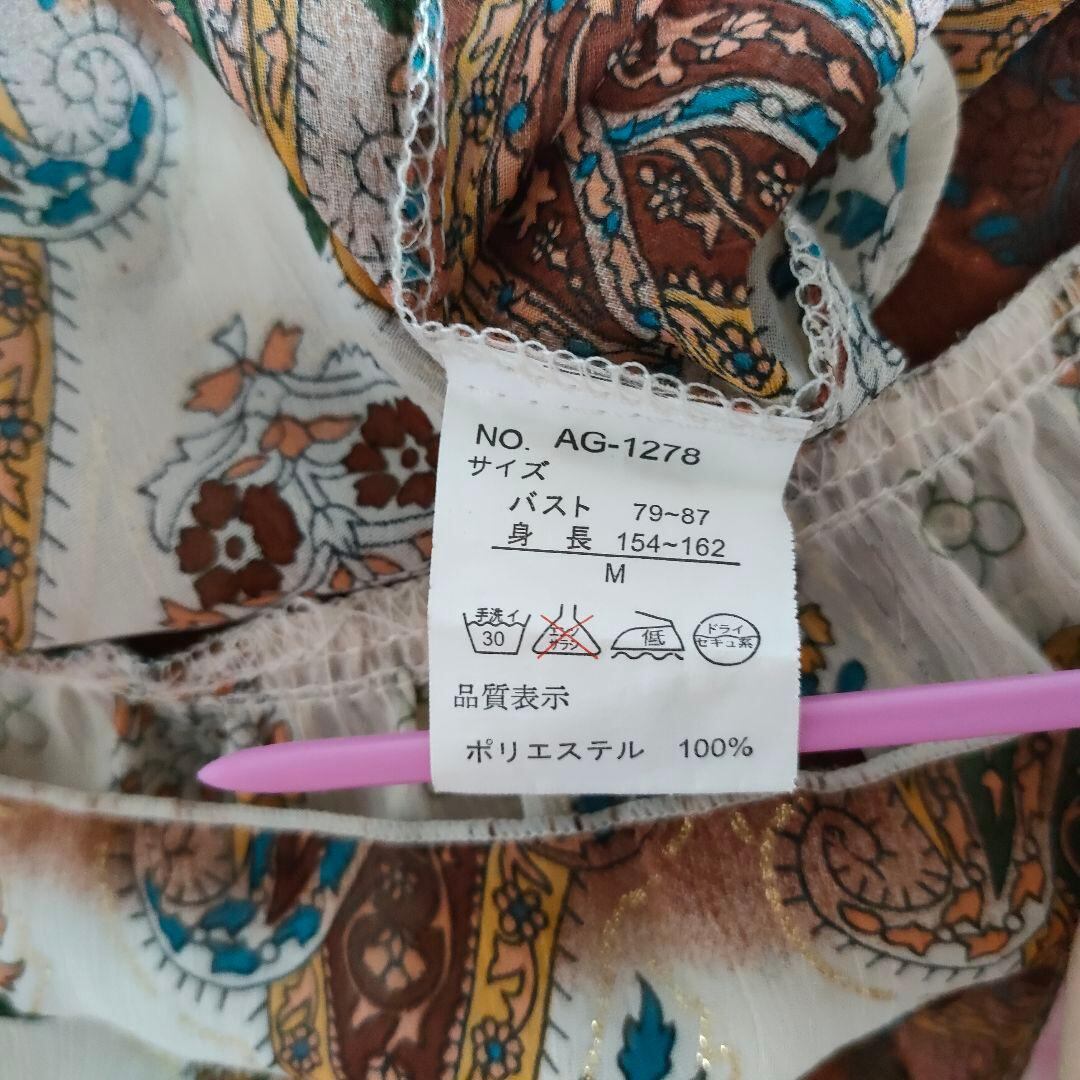 NO. AG-1278
サイズ
バスト 79~87
身長 154~162
M
手洗イ
30
エンソ
サラシ
低
ドライ
セキユ系
品質表示
ポリエステル 100%